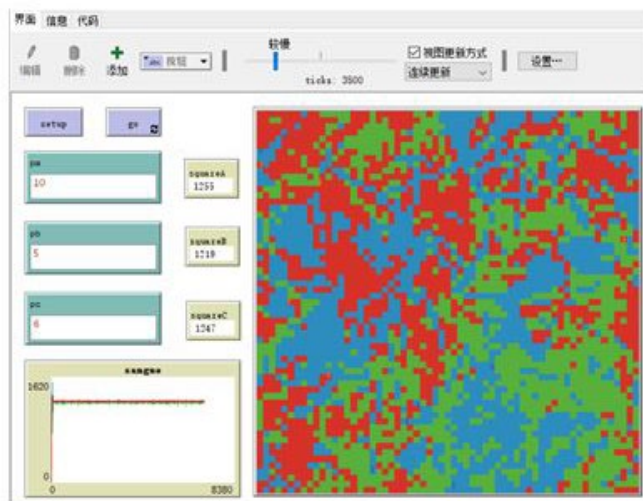 界面 信息 代码
编辑 删除 添加 Tabc 按钮
较慢
ticks: 3500
视图更新方式
连续更新
设置…
setup go
pa
10
squareA
1255
pb
5
squareB
1219
pc
6
squareC
1247
sanguo
1620
0
0 8380